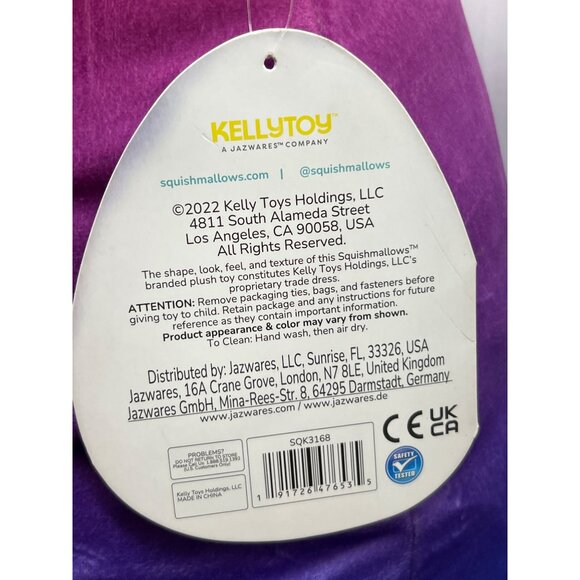 KELLYTOY™
A JAZWARES™ COMPANY
squishmallows.com | @squishmallows
©2022 Kelly Toys Holdings, LLC
4811 South Alameda Street
Los Angeles, CA 90058, USA
All Rights Reserved.
The shape, look, feel, and texture of this Squishmallows™
branded plush toy constitutes Kelly Toys Holdings, LLC's
proprietary trade dress.
ATTENTION: Remove packaging ties, bags, and fasteners before
giving toy to child. Retain package and any instructions for future
reference as they contain important information.
Product appearance & color may vary from shown.
To Clean: Hand wash, then air dry.
Distributed by: Jazwares, LLC, Sunrise, FL, 33326, USA
Jazwares, 16A Crane Grove, London, N7 8LE, United Kingdom
Jazwares GmbH, Mina-Rees-Str. 8, 64295 Darmstadt, Germany
www.jazwares.com / www.jazwares.de
PROBLEMS?
DO NOT RETURN TO STORE
Please Call Us:
(U.S. Customers Only)
Kelly Toys Holdings, LLC
MADE IN CHINA
SQK3168
1 91726 47653 5
CE UK
CA
SAFETY
TESTED